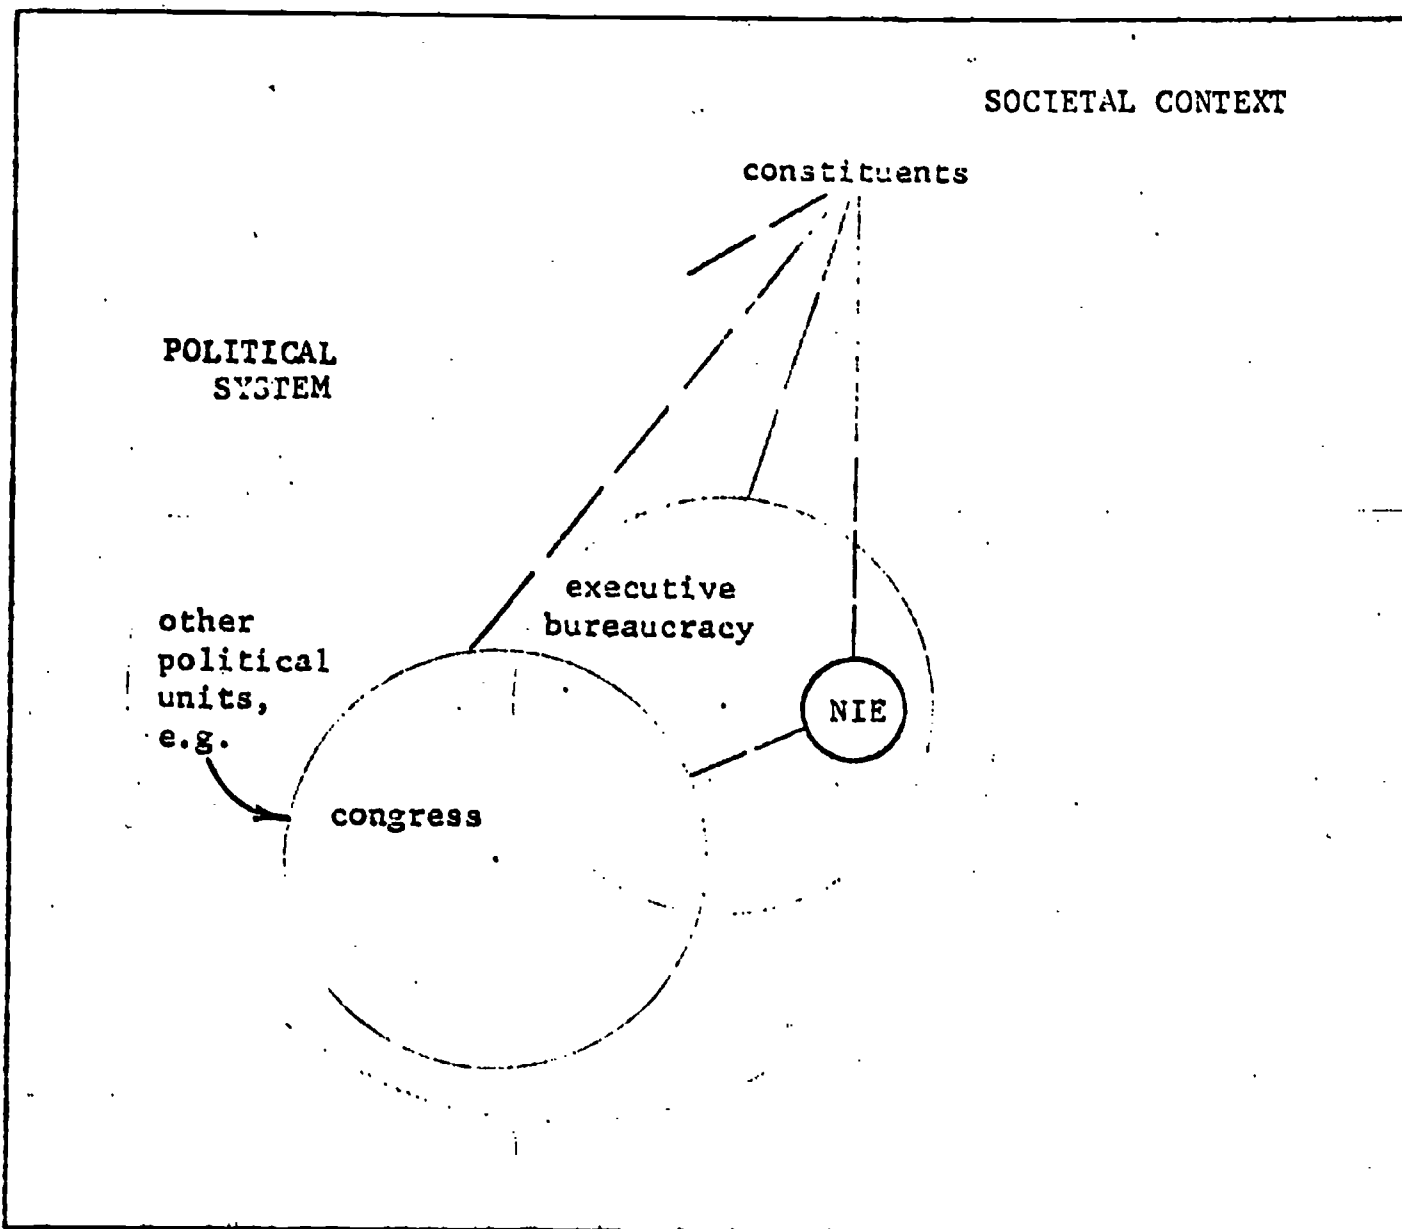 SOCIETAL CONTEXT
constituents
POLITICAL
SYSTEM
executive
bureaucracy
other
political
units,
e.g.
NIE
congress